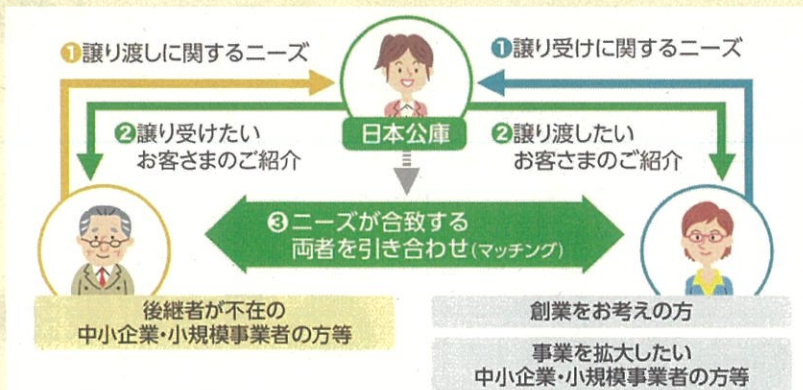 ❶譲り渡しに関するニーズ
❶譲り受けに関するニーズ
❷譲り受けたい
お客さまのご紹介
日本公庫
❷譲り渡したい
お客さまのご紹介
❸ニーズが合致する
両者を引き合わせ(マッチング)
後継者が不在の
中小企業・小規模事業者の方等
創業をお考えの方
事業を拡大したい
中小企業・小規模事業者の方等